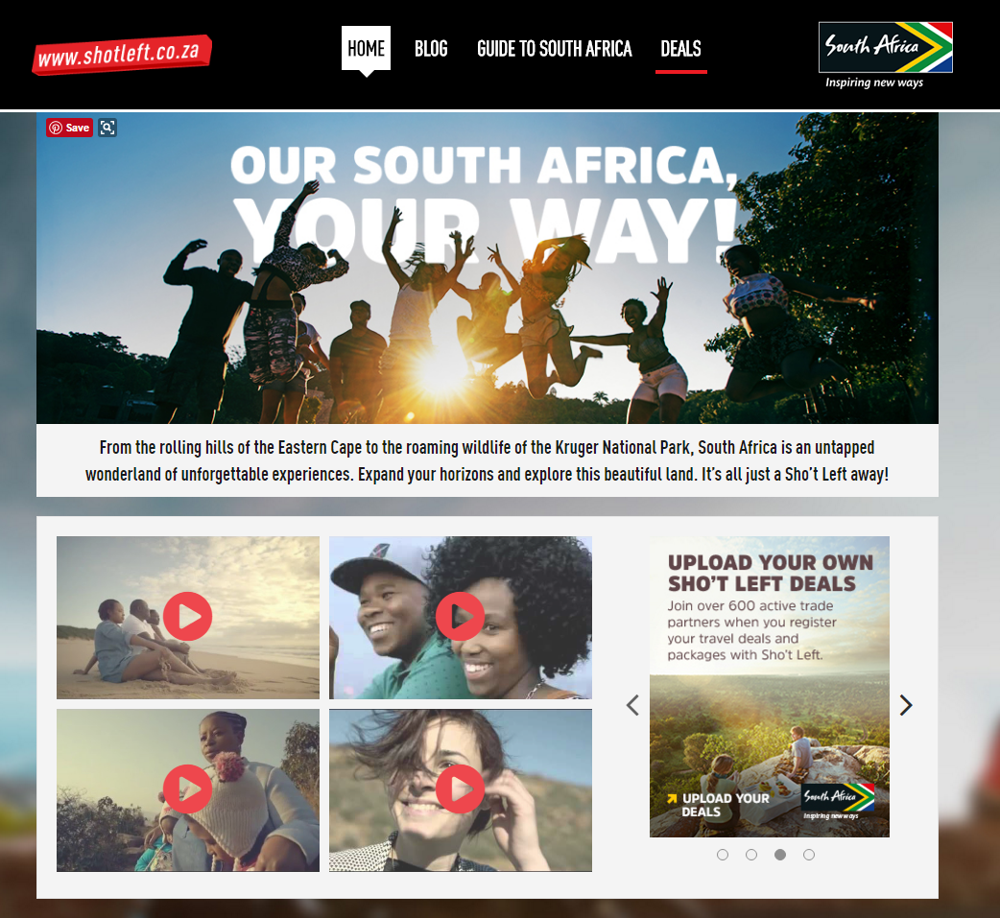 www.shotleft.co.za
HOME
BLOG
GUIDE TO SOUTH AFRICA
DEALS
South Africa
Inspiring new ways
Save
OUR SOUTH AFRICA,
YOUR WAY!
From the rolling hills of the Eastern Cape to the roaming wildlife of the Kruger National Park, South Africa is an untapped
wonderland of unforgettable experiences. Expand your horizons and explore this beautiful land. It's all just a Sho't Left away!
UPLOAD YOUR OWN
SHO'T LEFT DEALS
Join over 600 active trade
partners when you register
your travel deals and
packages with Sho't Left.
UPLOAD YOUR
DEALS
South Africa
Inspiring new ways